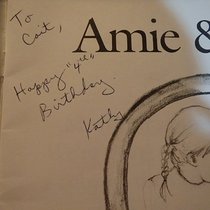 To
Cait,
Amie &
Happy "4th"
Birthday.
Kathy